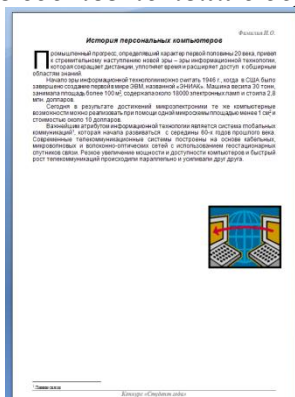 Фамилия И.О.
История персональных компьютеров
Промышленный прогресс, определивший характер первой половины 20 века, привел
к стремительному наступлению новой эры – эры информационной технологии,
которая сокращает дистанции, уплотняет время и расширяет доступ к обширным
областям знаний.
Начало эры информационной технологии можно считать 1946 г., когда в США было
завершено создание первой в мире ЭВМ, названной «ЭНИАК». Машина весила 30 тонн,
занимала площадь более 100 м², содержала около 18000 электронных ламп и стоила 2.8
млн. долларов.
Сегодня в результате достижений микроэлектроники те же компьютерные
возможности можно реализовать при помощи одной микросхемы площадью менее 1 см² и
стоимостью около 10 долларов.
Важнейшим атрибутом информационной технологии является система глобальных
коммуникаций¹, которая начала развиваться с середины 60-х годов прошлого века.
Современные телекоммуникационные системы построены на основе кабельных,
микроволновых и волоконно-оптических сетей с использованием геостационарных
спутников связи. Резкое увеличение мощности и доступности компьютеров и быстрый
рост телекоммуникаций происходили параллельно и усиливали друг друга.
Конкурс «Студент года»